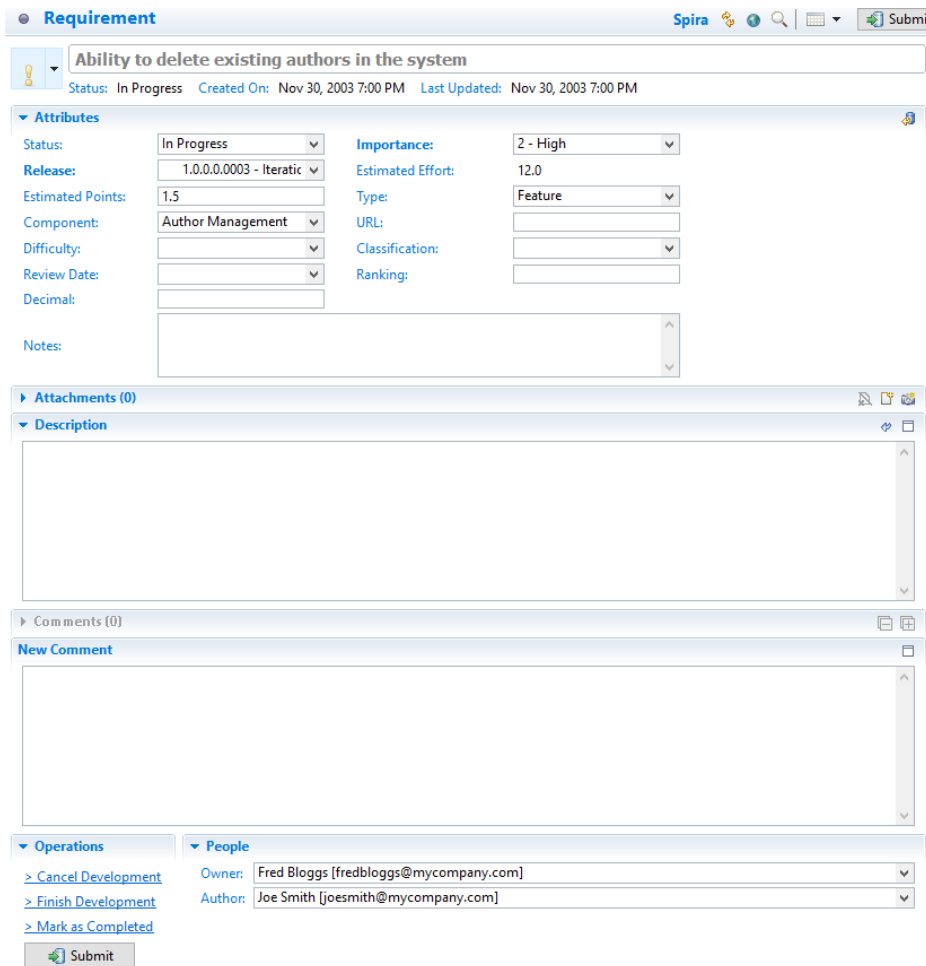 Requirement Spira Submi
Ability to delete existing authors in the system
Status: In Progress Created On: Nov 30, 2003 7:00 PM Last Updated: Nov 30, 2003 7:00 PM
Attributes
Status: In Progress Importance: 2 - High
Release: 1.0.0.0.0003 - Iteratic Estimated Effort: 12.0
Estimated Points: 1.5 Type: Feature
Component: Author Management URL:
Difficulty: Classification:
Review Date: Ranking:
Decimal:
Notes:
Attachments (0)
Description
Comments (0)
New Comment
Operations People
> Cancel Development Owner: Fred Bloggs [fredbloggs@mycompany.com]
> Finish Development Author: Joe Smith [joesmith@mycompany.com]
> Mark as Completed
Submit